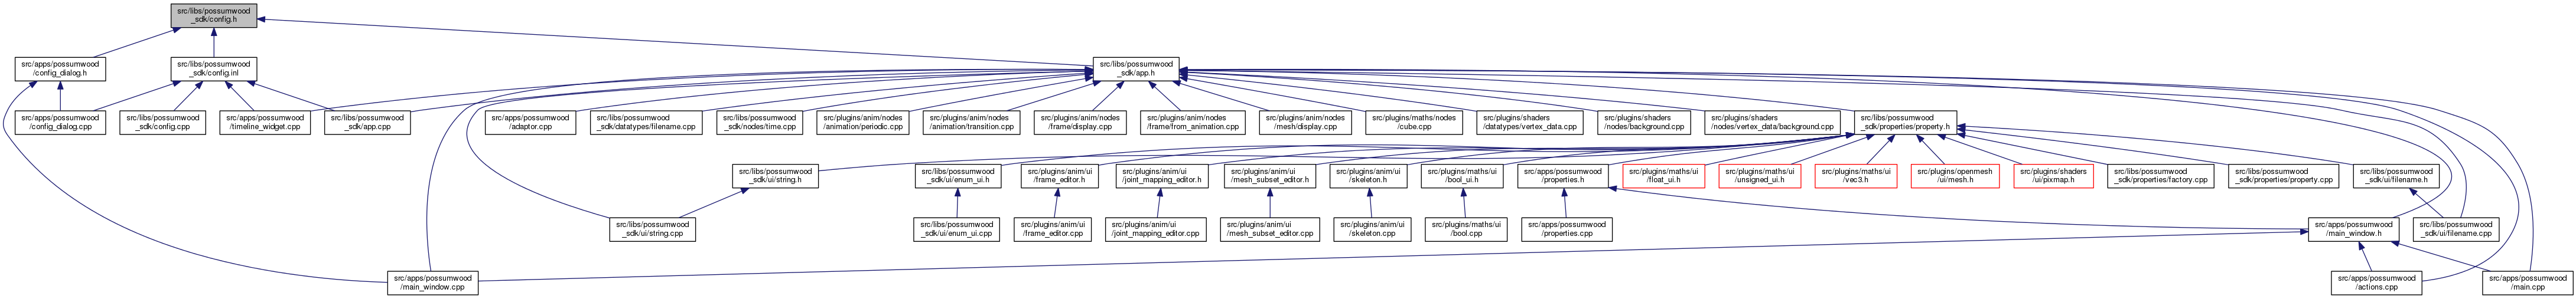 src/libs/possumwood
_sdk/config.h
src/apps/possumwood
/config_dialog.h
src/libs/possumwood
_sdk/config.inl
src/libs/possumwood
_sdk/app.h
src/apps/possumwood
/config_dialog.cpp
src/libs/possumwood
_sdk/config.cpp
src/apps/possumwood
/timeline_widget.cpp
src/libs/possumwood
_sdk/app.cpp
src/apps/possumwood
/adaptor.cpp
src/libs/possumwood
_sdk/datatypes/filename.cpp
src/libs/possumwood
_sdk/nodes/time.cpp
src/plugins/anim/nodes
/animation/periodic.cpp
src/plugins/anim/nodes
/animation/transition.cpp
src/plugins/anim/nodes
/frame/display.cpp
src/plugins/anim/nodes
/frame/from_animation.cpp
src/plugins/anim/nodes
/mesh/display.cpp
src/plugins/maths/nodes
/cube.cpp
src/plugins/shaders
/datatypes/vertex_data.cpp
src/plugins/shaders
/nodes/background.cpp
src/plugins/shaders
/nodes/vertex_data/background.cpp
src/libs/possumwood
_sdk/properties/property.h
src/libs/possumwood
_sdk/ui/string.h
src/libs/possumwood
_sdk/ui/enum_ui.h
src/plugins/anim/ui
/frame_editor.h
src/plugins/anim/ui
/joint_mapping_editor.h
src/plugins/anim/ui
/mesh_subset_editor.h
src/plugins/anim/ui
/skeleton.h
src/plugins/maths/ui
/bool_ui.h
src/apps/possumwood
/properties.h
src/plugins/maths/ui
/float_ui.h
src/plugins/maths/ui
/unsigned_ui.h
src/plugins/maths/ui
/vec3.h
src/plugins/openmesh
/ui/mesh.h
src/plugins/shaders
/ui/pixmap.h
src/libs/possumwood
_sdk/properties/factory.cpp
src/libs/possumwood
_sdk/properties/property.cpp
src/libs/possumwood
_sdk/ui/filename.h
src/libs/possumwood
_sdk/ui/string.cpp
src/libs/possumwood
_sdk/ui/enum_ui.cpp
src/plugins/anim/ui
/frame_editor.cpp
src/plugins/anim/ui
/joint_mapping_editor.cpp
src/plugins/anim/ui
/mesh_subset_editor.cpp
src/plugins/anim/ui
/skeleton.cpp
src/plugins/maths/ui
/bool.cpp
src/apps/possumwood
/properties.cpp
src/apps/possumwood
/main_window.h
src/libs/possumwood
_sdk/ui/filename.cpp
src/apps/possumwood
/main_window.cpp
src/apps/possumwood
/actions.cpp
src/apps/possumwood
/main.cpp